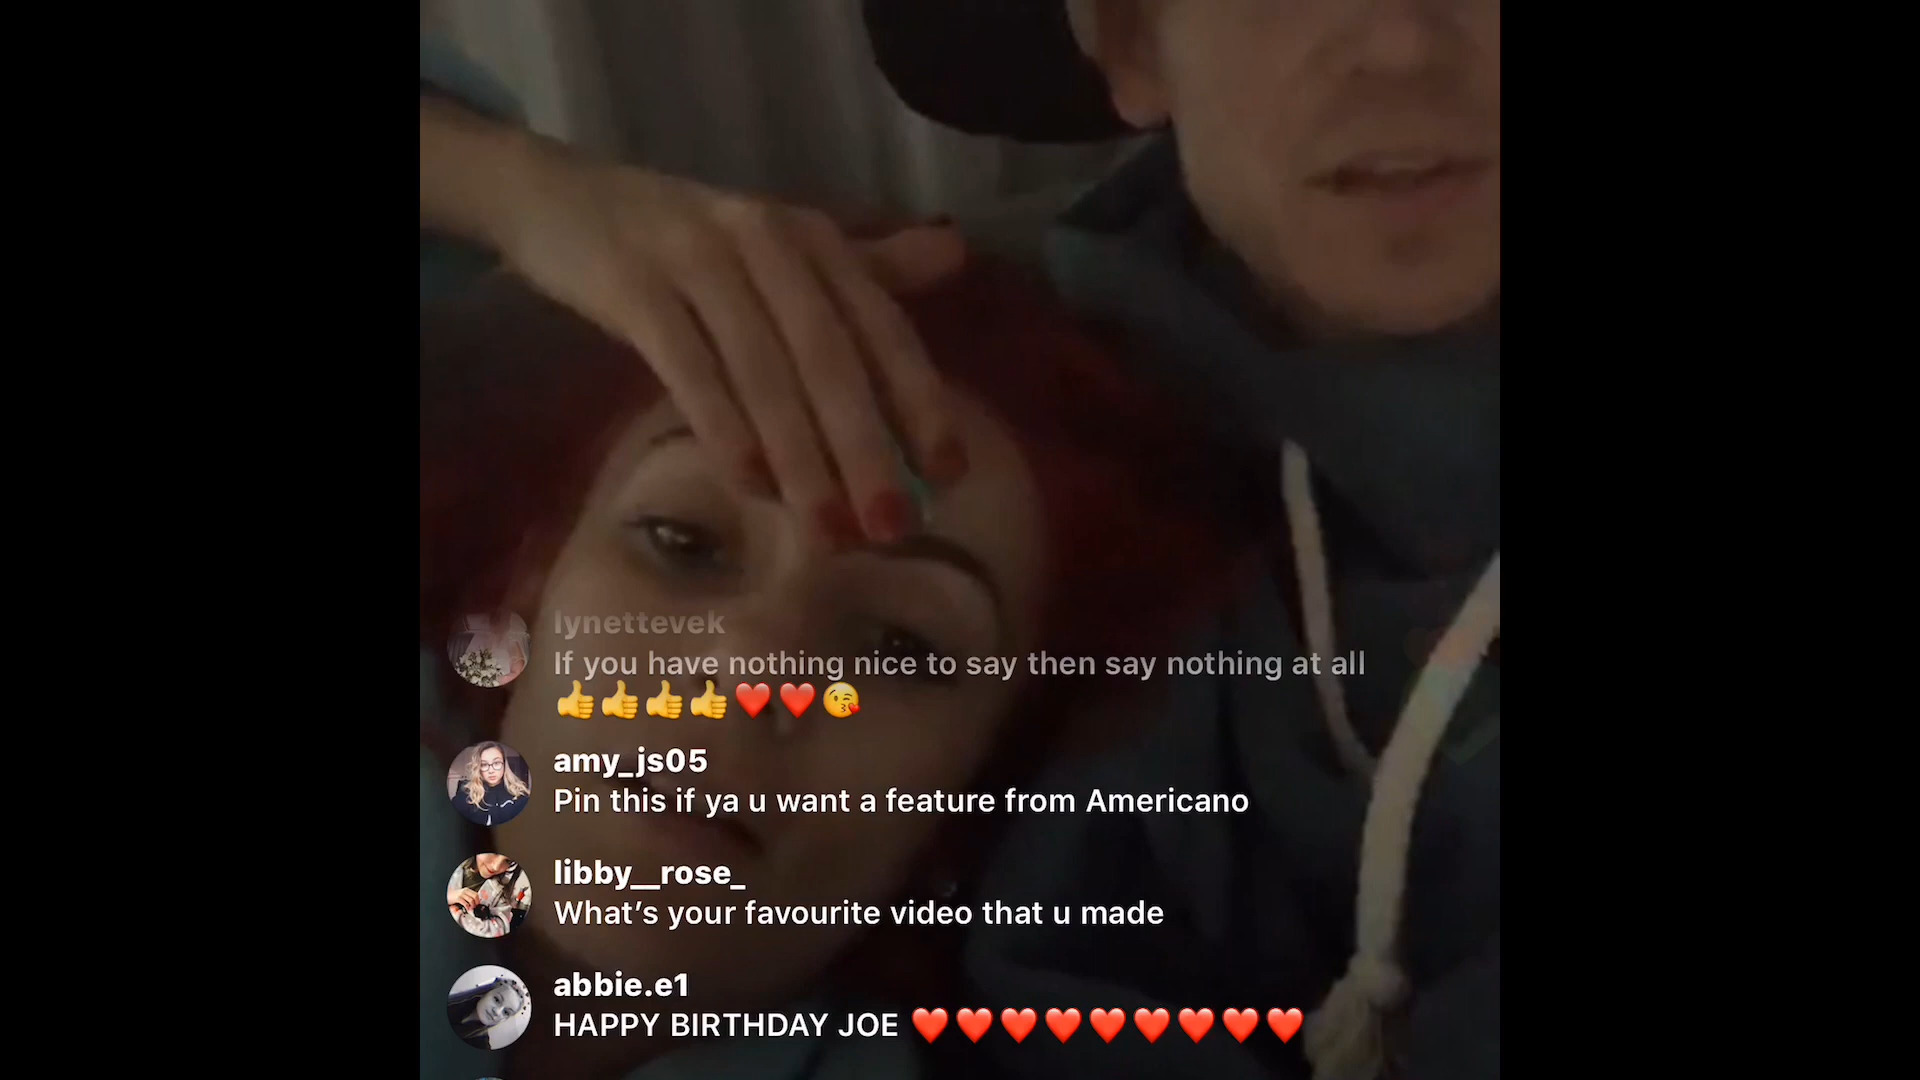 lynettevek
If you have nothing nice to say then say nothing at all
👍👍👍👍❤️❤️😘
amy_js05
Pin this if ya u want a feature from Americano
libby__rose_
What's your favourite video that u made
abbie.e1
HAPPY BIRTHDAY JOE ❤️❤️❤️❤️❤️❤️❤️❤️❤️